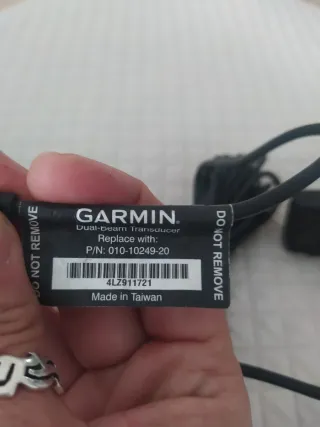 GARMIN
Dual-Beam Transducer
Replace with:
P/N: 010-10249-20
4LZ911721
Made in Taiwan
DO NOT REMOVE
DO NOT REMOVE